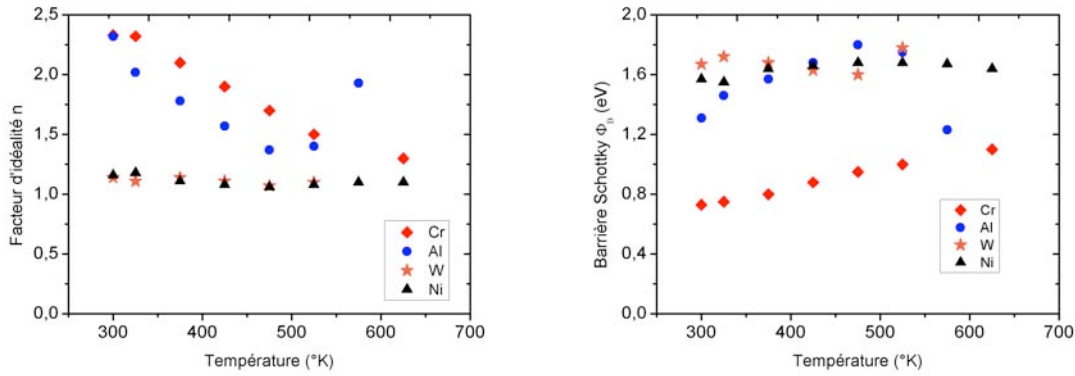 2,5
2,0
1,5
1,0
0,5
0,0
Facteur d'idéalité n
Cr
Al
W
Ni
300
400
500
600
700
Température (°K)
2,0
1,6
1,2
0,8
0,4
0,0
Barrière Schottky Φ_B (eV)
Cr
Al
W
Ni
300
400
500
600
700
Température (°K)